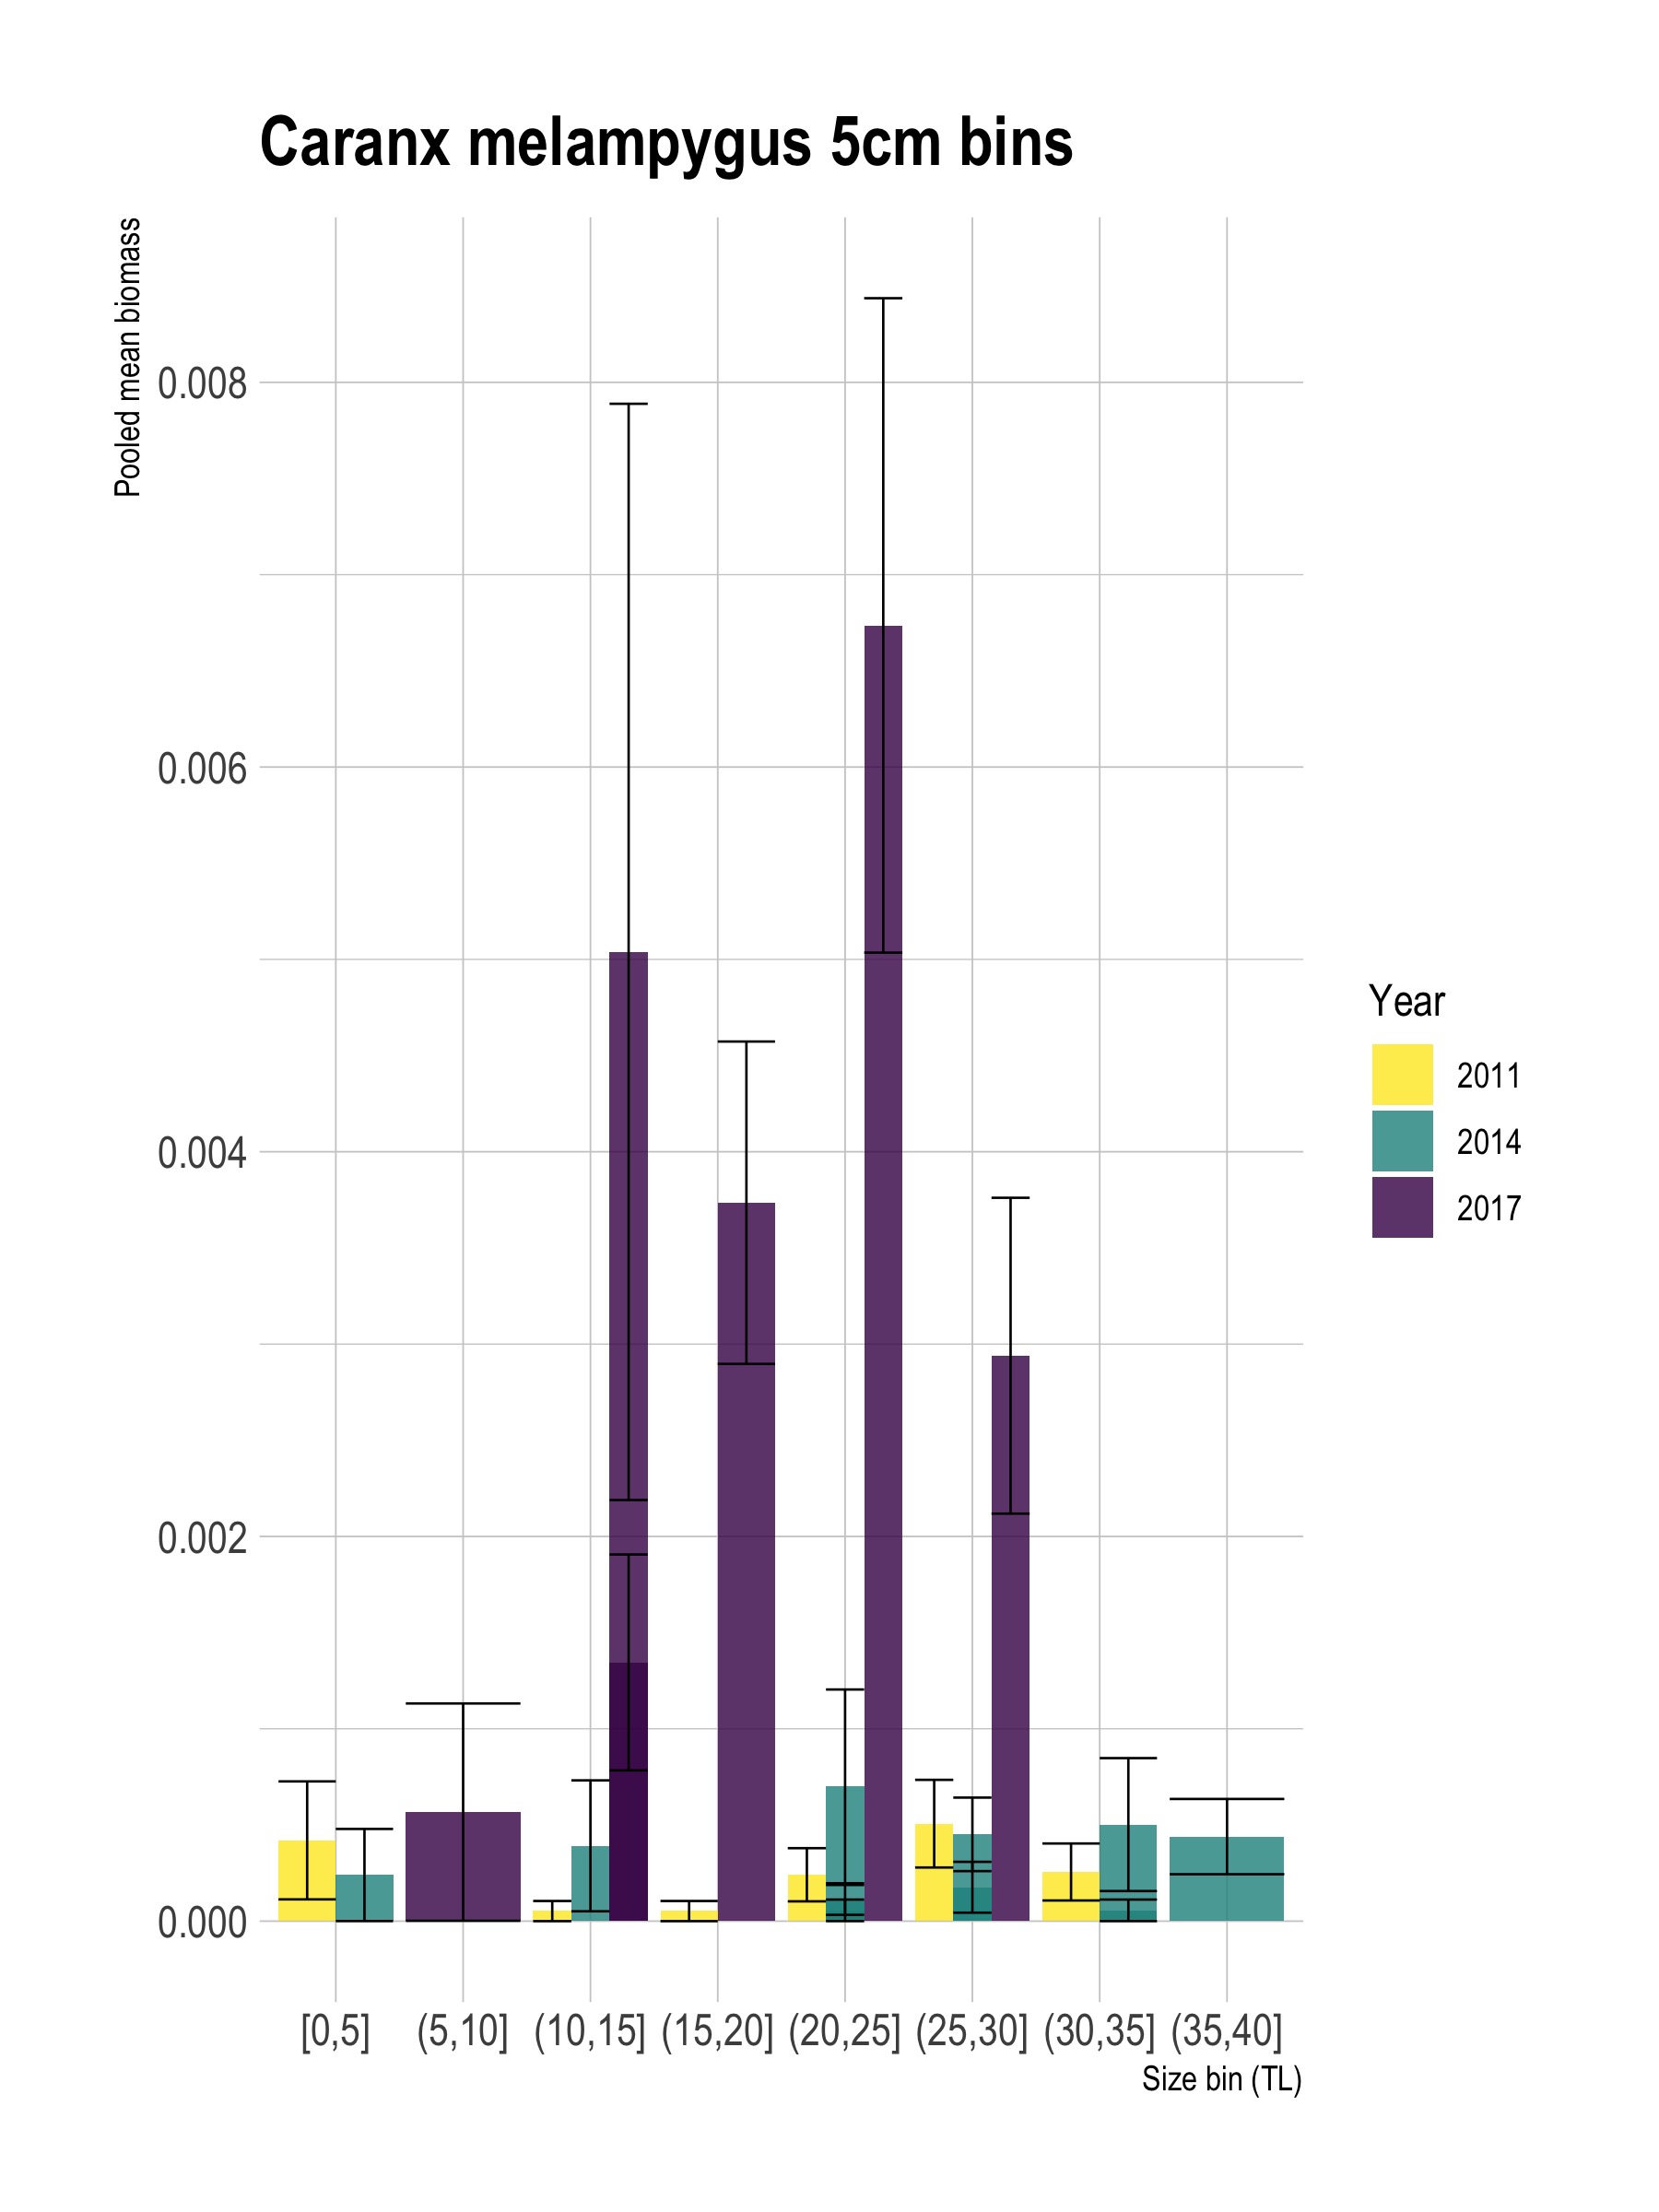 Caranx melampygus 5cm bins
Pooled mean biomass
0.008
0.006
0.004
0.002
0.000
[0,5] (5,10] (10,15] (15,20] (20,25] (25,30] (30,35] (35,40]
Size bin (TL)
Year
2011
2014
2017